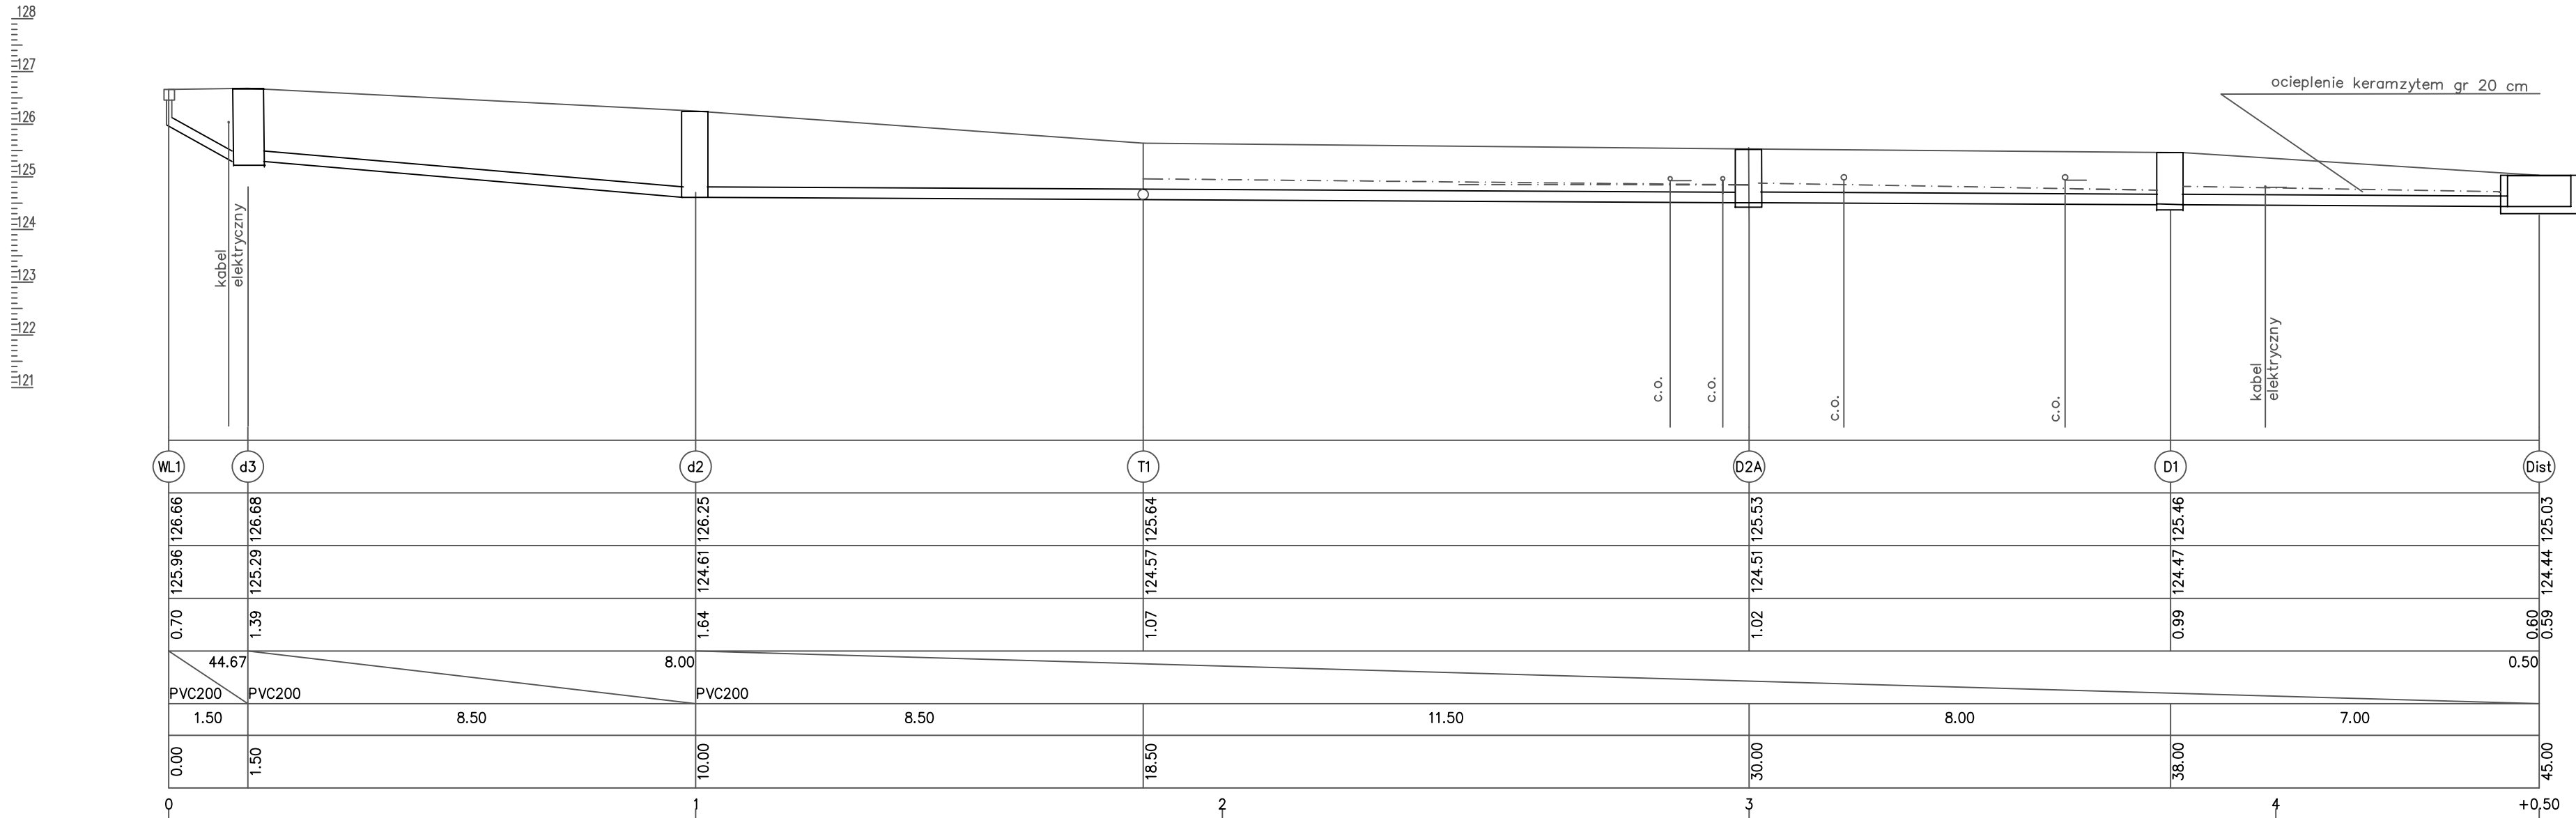 128
127
126
125
124
123
122
121
ocieplenie keramzytem gr 20 cm
kabel
elektryczny
c.o.
c.o.
c.o.
c.o.
kabel
elektryczny
WL1 d3 d2 T1 D2A D1 Dist
126.66 126.68 126.25 125.64 125.53 125.46 125.03
125.96 125.29 124.61 124.57 124.51 124.47 124.44
0.70 1.39 1.64 1.07 1.02 0.99 0.60 0.59
44.67 8.00 0.50
PVC200 PVC200 PVC200
1.50 8.50 8.50 11.50 8.00 7.00
0.00 1.50 10.00 18.50 30.00 38.00 45.00
0 1 2 3 4 +0,50